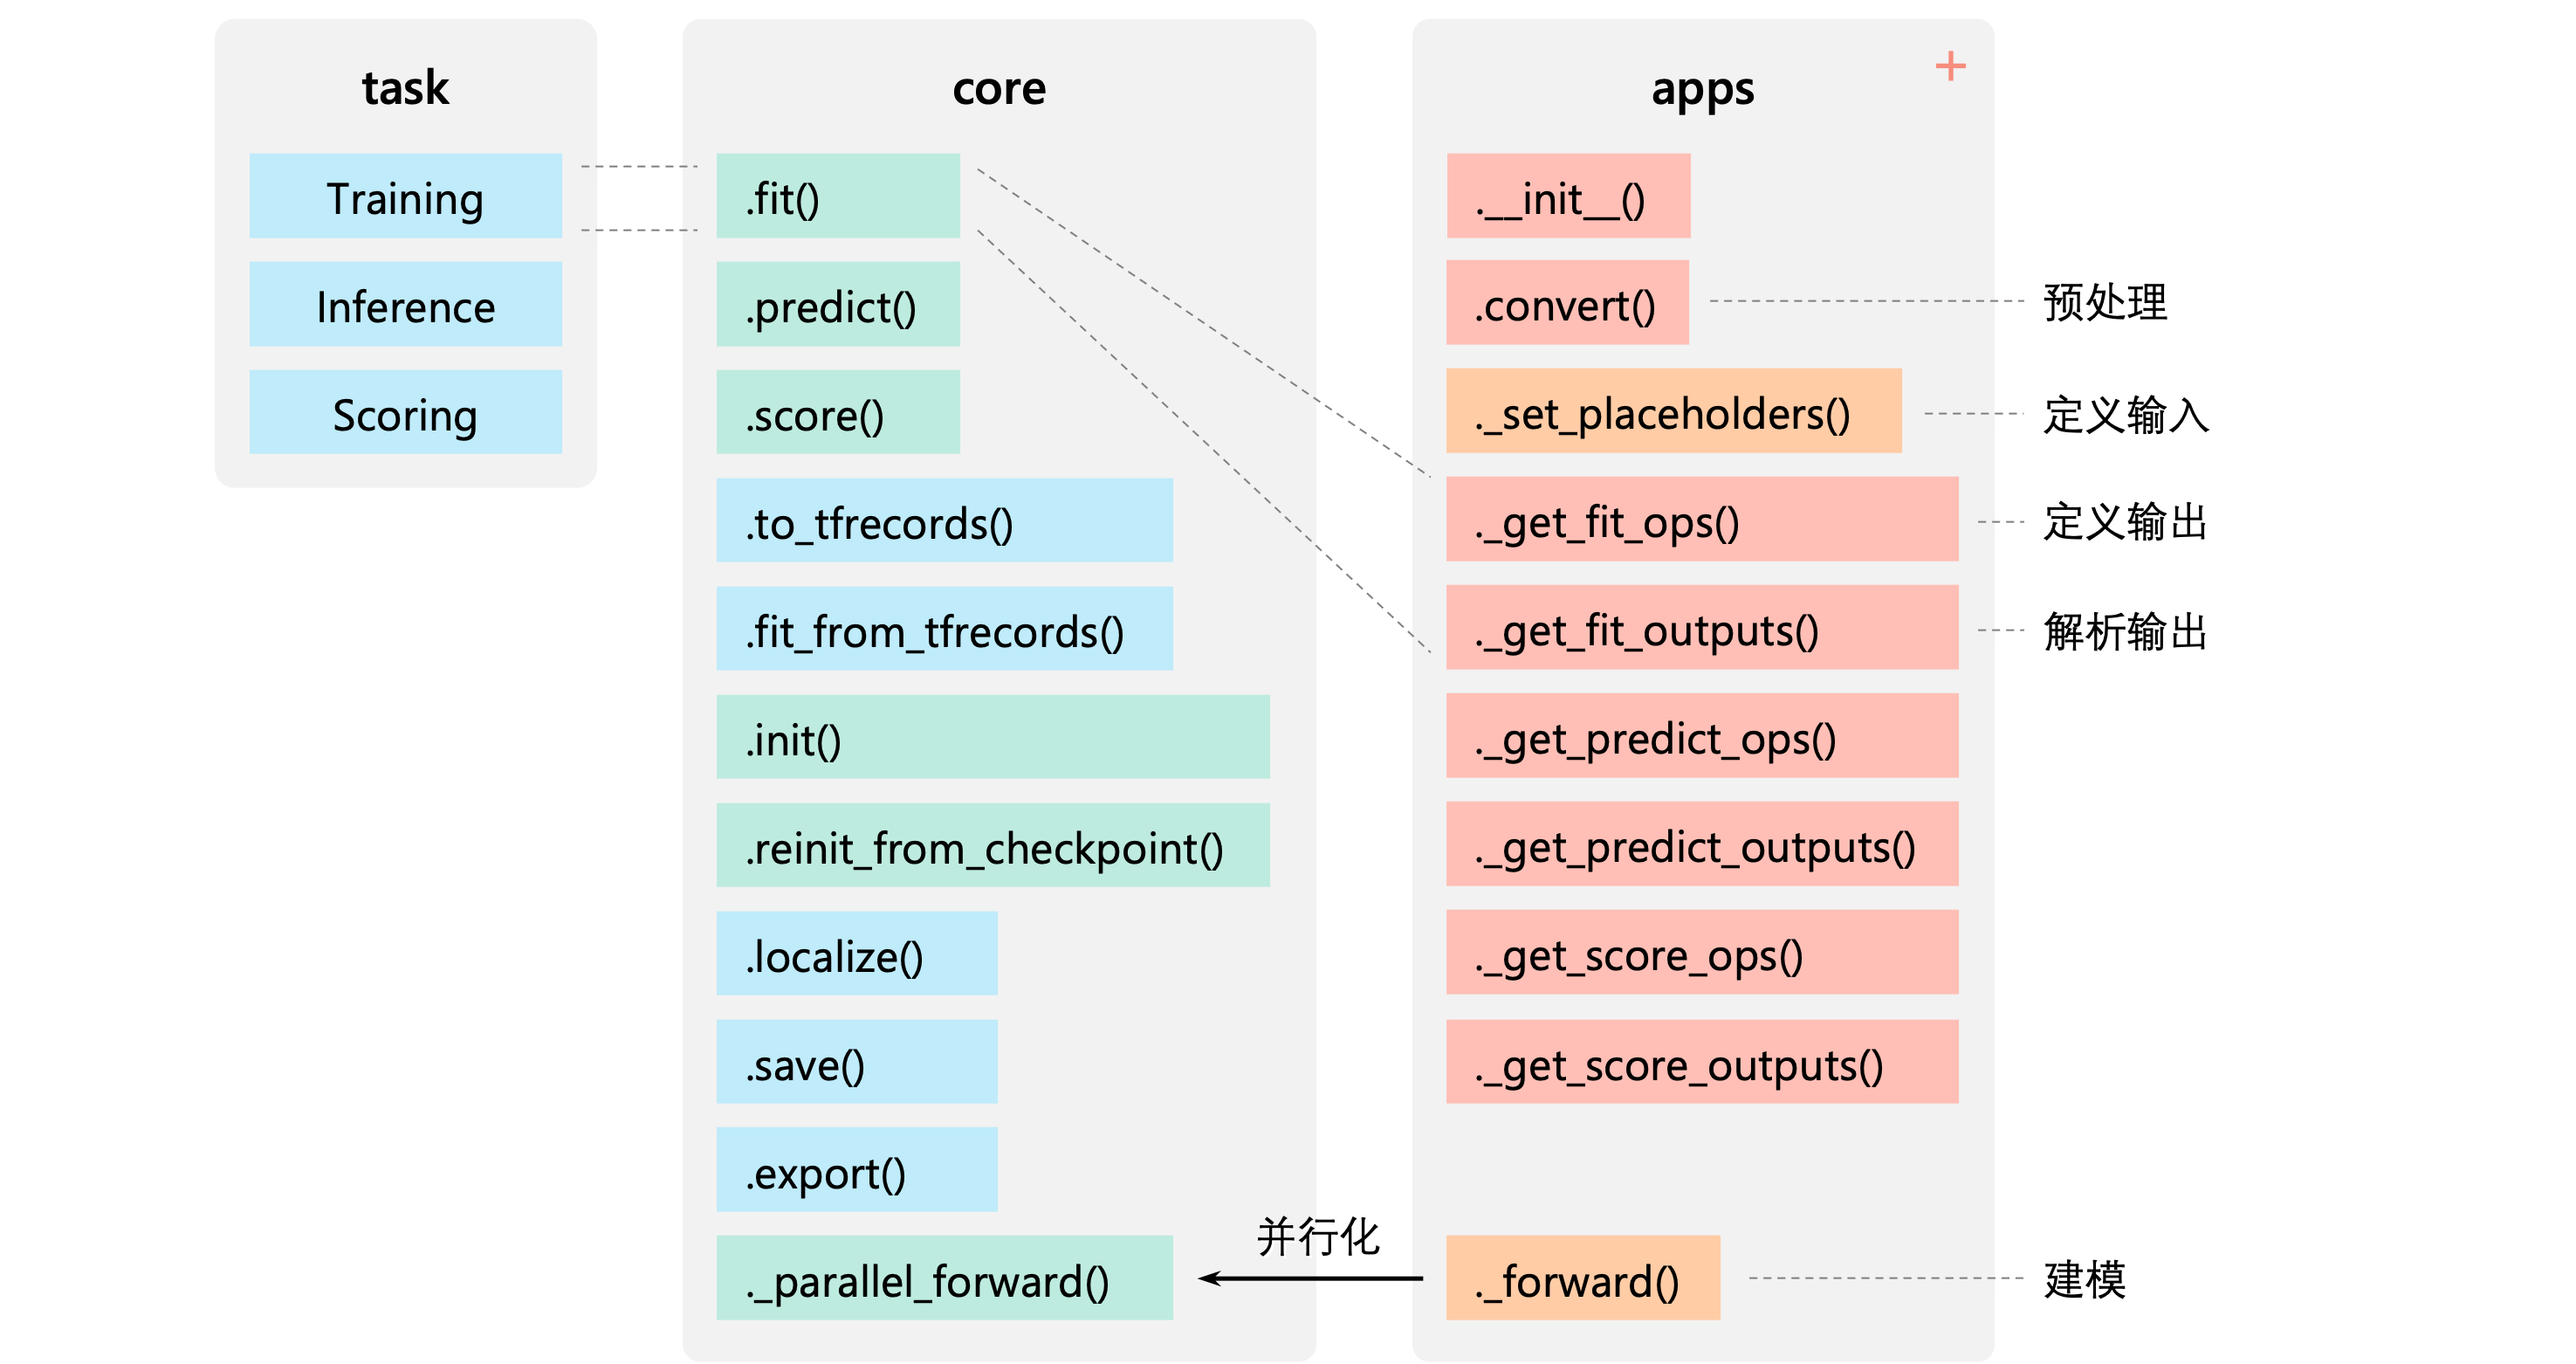 task
Training
Inference
Scoring
core
.fit()
.predict()
.score()
.to_tfrecords()
.fit_from_tfrecords()
.init()
.reinit_from_checkpoint()
.localize()
.save()
.export()
._parallel_forward()
并行化
apps
+
.__init__()
.convert()
预处理
._set_placeholders()
定义输入
._get_fit_ops()
定义输出
._get_fit_outputs()
解析输出
._get_predict_ops()
._get_predict_outputs()
._get_score_ops()
._get_score_outputs()
._forward()
建模